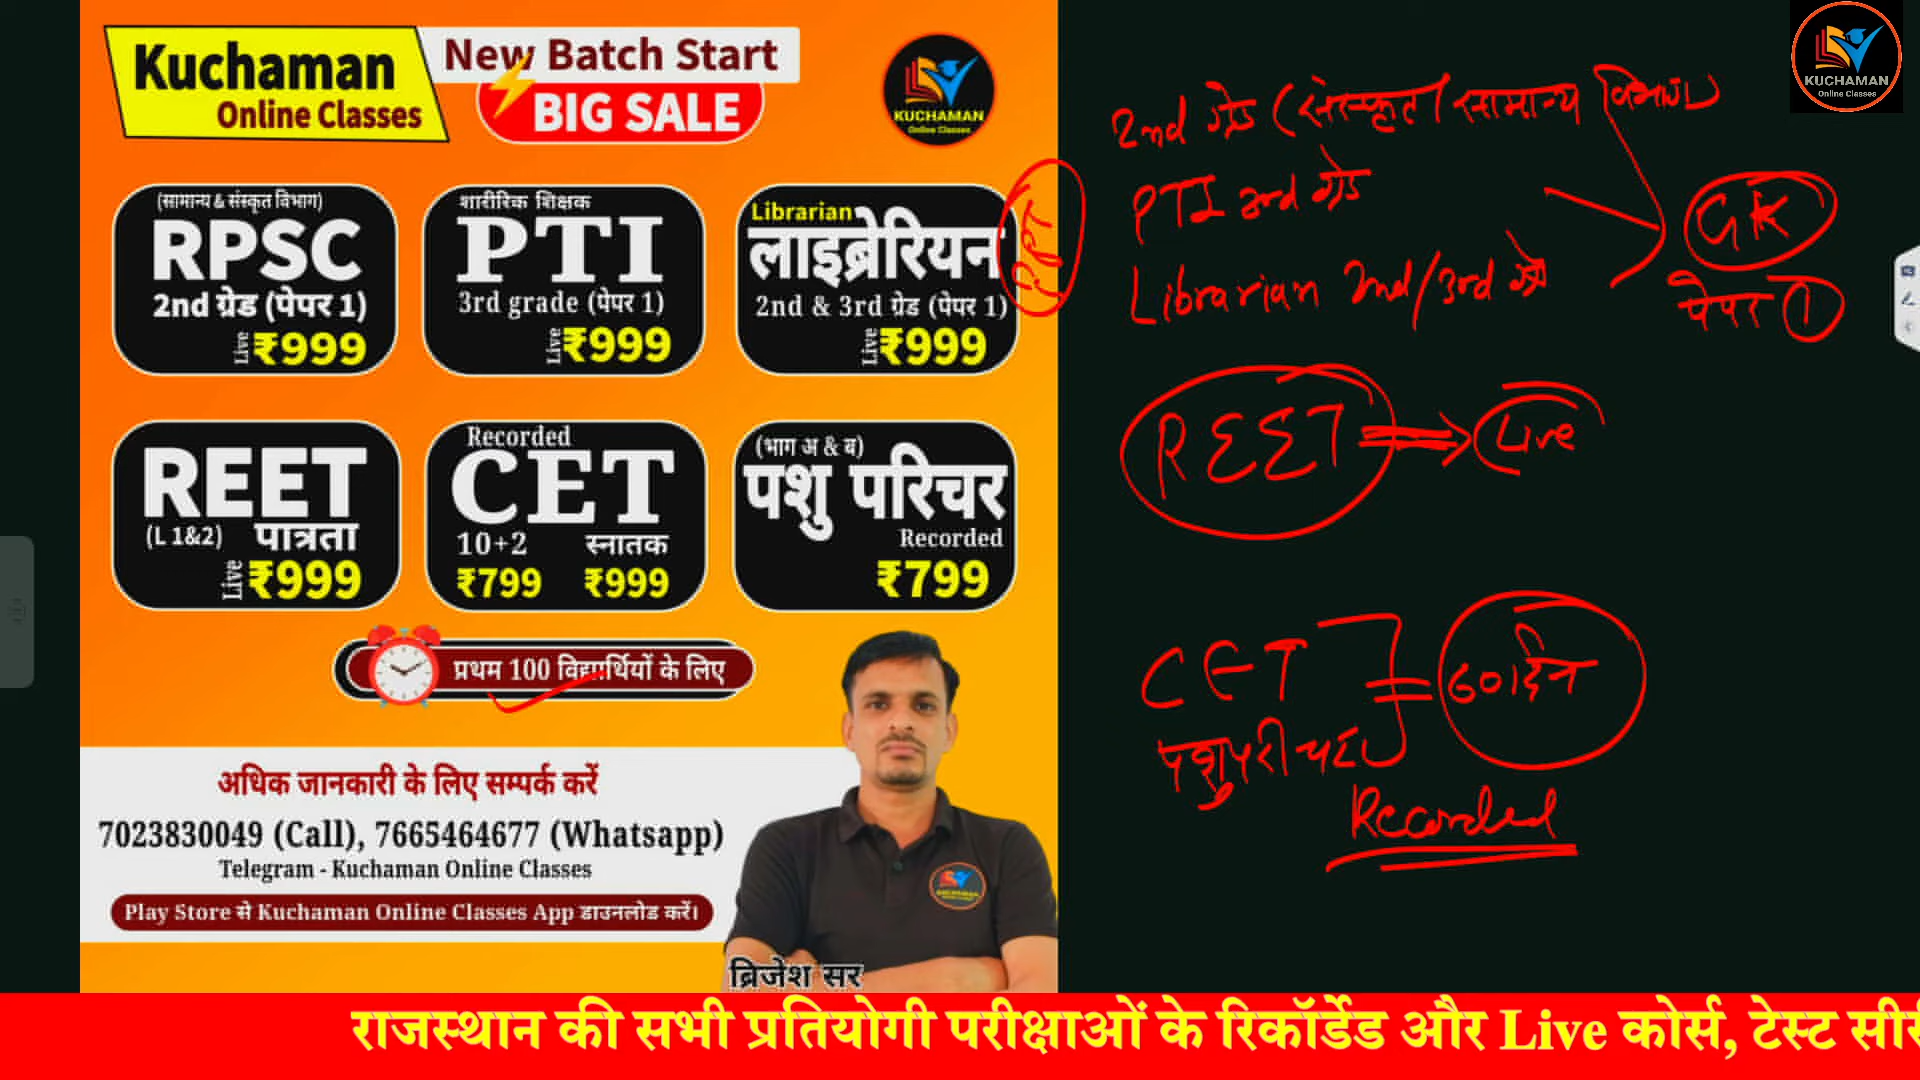 Kuchaman
Online Classes
New Batch Start
BIG SALE
KUCHAMAN
Online Classes
(सामान्य & संस्कृत विभाग)
RPSC
2nd ग्रेड (पेपर 1)
Live ₹999
शारीरिक शिक्षक
PTI
3rd grade (पेपर 1)
Live ₹999
Librarian
लाइब्रेरियन
2nd & 3rd ग्रेड (पेपर 1)
Live ₹999
REET
(L 1&2) पात्रता
Live ₹999
Recorded
CET
10+2 स्नातक
₹799 ₹999
(भाग अ & ब)
पशु परिचर
Recorded
₹799
प्रथम 100 विद्यार्थियों के लिए
अधिक जानकारी के लिए सम्पर्क करें
7023830049 (Call), 7665464677 (Whatsapp)
Telegram - Kuchaman Online Classes
Play Store से Kuchaman Online Classes App डाउनलोड करें।
ब्रिजेश सर
2nd ग्रेड (संस्कृत / सामान्य विभाग)
PTI 3rd ग्रेड
Librarian 2nd/3rd ग्रेड
GK
पेपर 1
REET
Live
CET
60 दिन
पशु परीचर
Recorded
KUCHAMAN
Online Classes
राजस्थान की सभी प्रतियोगी परीक्षाओं के रिकॉर्डेड और Live कोर्स, टेस्ट